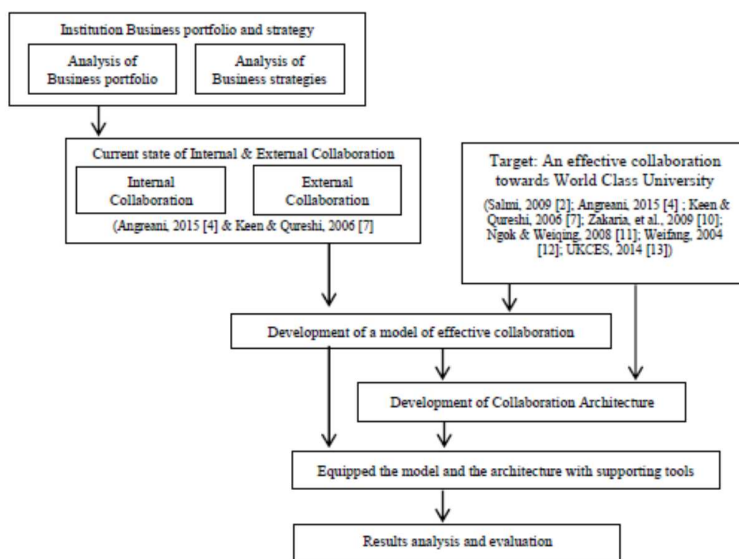 Institution Business portfolio and strategy
Analysis of
Business portfolio
Analysis of
Business strategies
Current state of Internal & External Collaboration
Internal
Collaboration
External
Collaboration
(Angreani, 2015 [4] & Keen & Qureshi, 2006 [7]
Target: An effective collaboration
towards World Class University
(Salmi, 2009 [2]; Angreani, 2015 [4] ; Keen &
Qureshi, 2006 [7]; Zakaria, et al., 2009 [10];
Ngok & Weiqing, 2008 [11]; Weifang, 2004
[12]; UKCES, 2014 [13])
Development of a model of effective collaboration
Development of Collaboration Architecture
Equipped the model and the architecture with supporting tools
Results analysis and evaluation